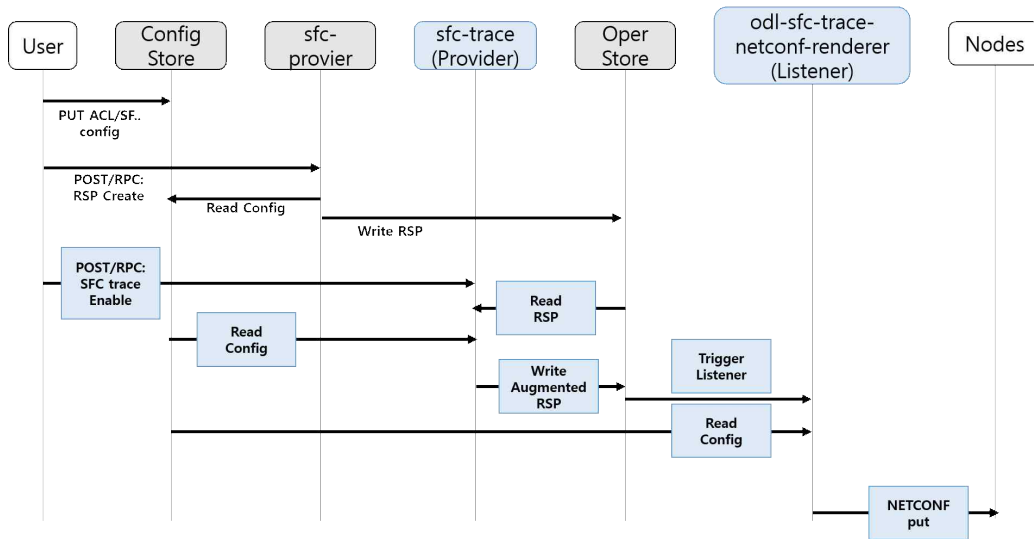 User
Config
Store
sfc-
provier
sfc-trace
(Provider)
Oper
Store
odl-sfc-trace-
netconf-renderer
(Listener)
Nodes
PUT ACL/SF..
config
POST/RPC:
RSP Create
Read Config
Write RSP
POST/RPC:
SFC trace
Enable
Read
RSP
Read
Config
Trigger
Listener
Write
Augmented
RSP
Read
Config
NETCONF
put